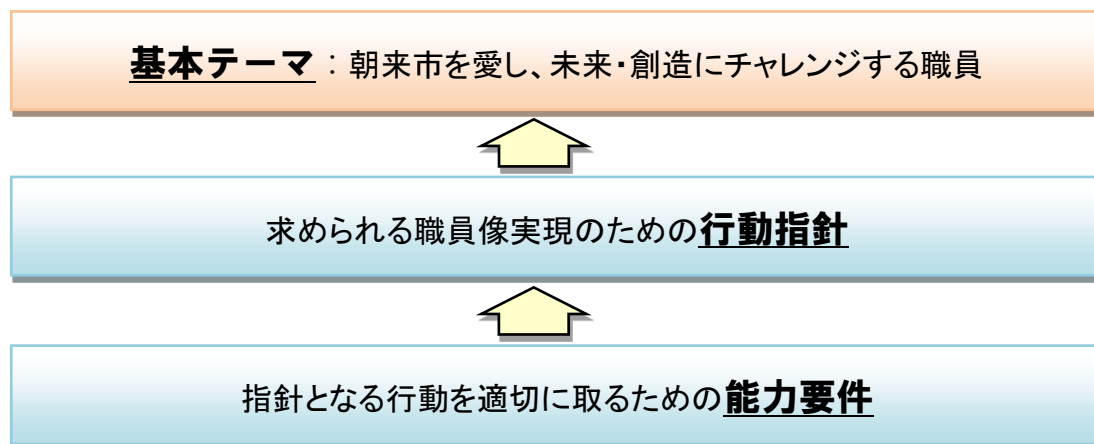 基本テーマ：朝来市を愛し、未来・創造にチャレンジする職員
求められる職員像実現のための行動指針
指針となる行動を適切に取るための能力要件